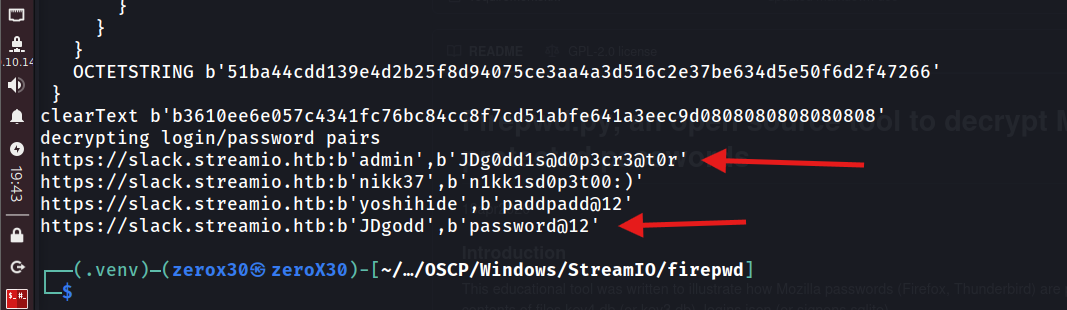 }
}
}
OCTETSTRING b'51ba44cdd139e4d2b25f8d94075ce3aa4a3d516c2e37be634d5e50f6d2f47266'
}
clearText b'b3610ee6e057c4341fc76bc84cc8f7cd51abfe641a3eec9d0808080808080808'
decrypting login/password pairs
https://slack.streamio.htb:b'admin',b'JDg0dd1s@d0p3cr3@t0r'
https://slack.streamio.htb:b'nikk37',b'n1kk1sd0p3t00:)'
https://slack.streamio.htb:b'yoshihide',b'paddpadd@12'
https://slack.streamio.htb:b'JDgodd',b'password@12'
(.venv)─(zerox30㉿zeroX30)-[~/…/OSCP/Windows/StreamIO/firepwd]
$
.10.14
19:43
README GPL-2.0 license
Firepwd.py, an open source tool to decrypt M
Introduction
This educational tool was written to illustrate how Mozilla passwords (Firefox, Thunderbird) are